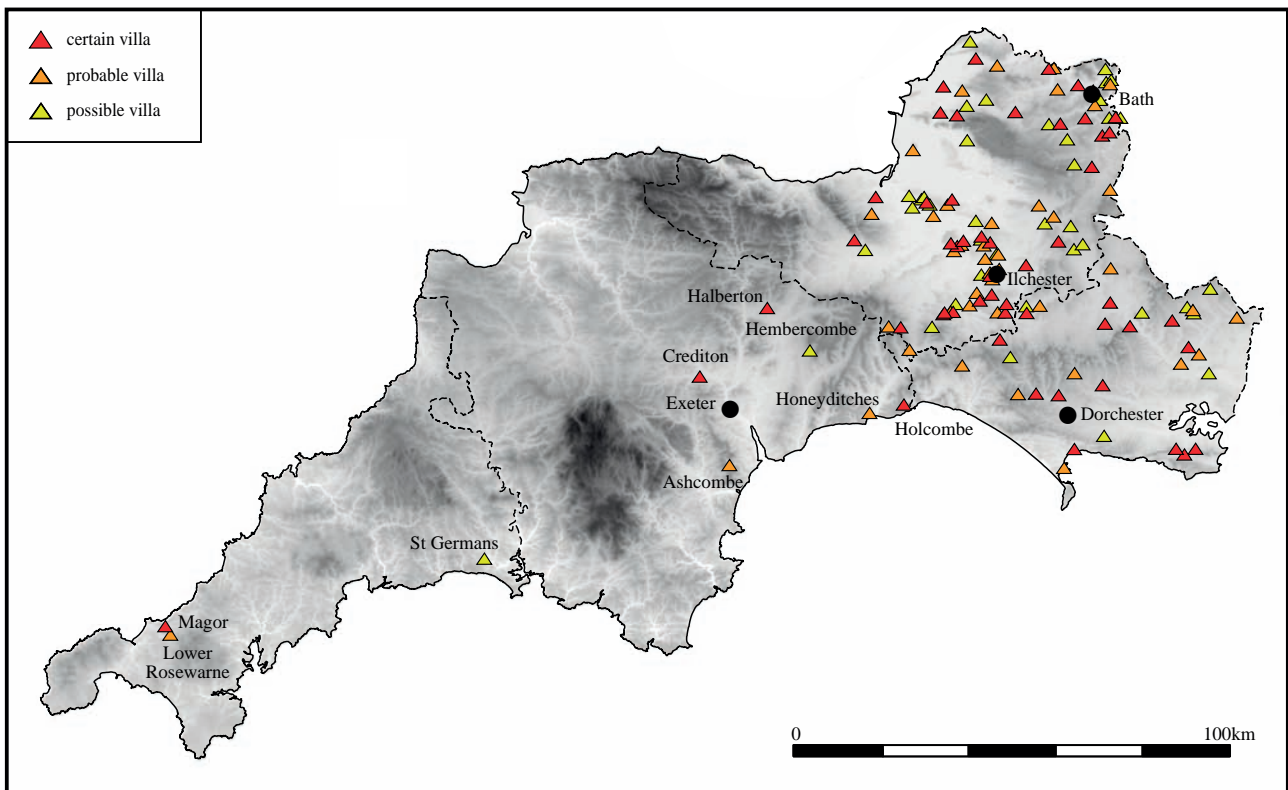 certain villa
probable villa
possible villa
Bath
Ilchester
Halberton
Hembercombe
Crediton
Exeter
Honeyditches
Holcombe
Dorchester
Ashcombe
St Germans
Magor
Lower
Rosewarne
0
100km